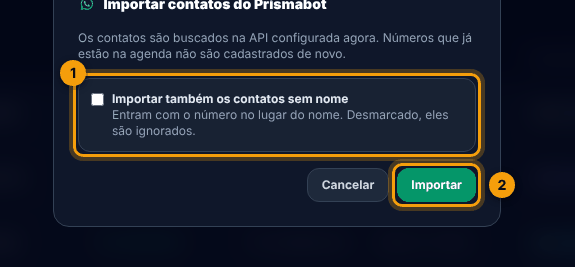 Importar contatos do Prismabot
Os contatos são buscados na API configurada agora. Números que já
estão na agenda não são cadastrados de novo.
1
Importar também os contatos sem nome
Entram com o número no lugar do nome. Desmarcado, eles
são ignorados.
Cancelar
Importar
2